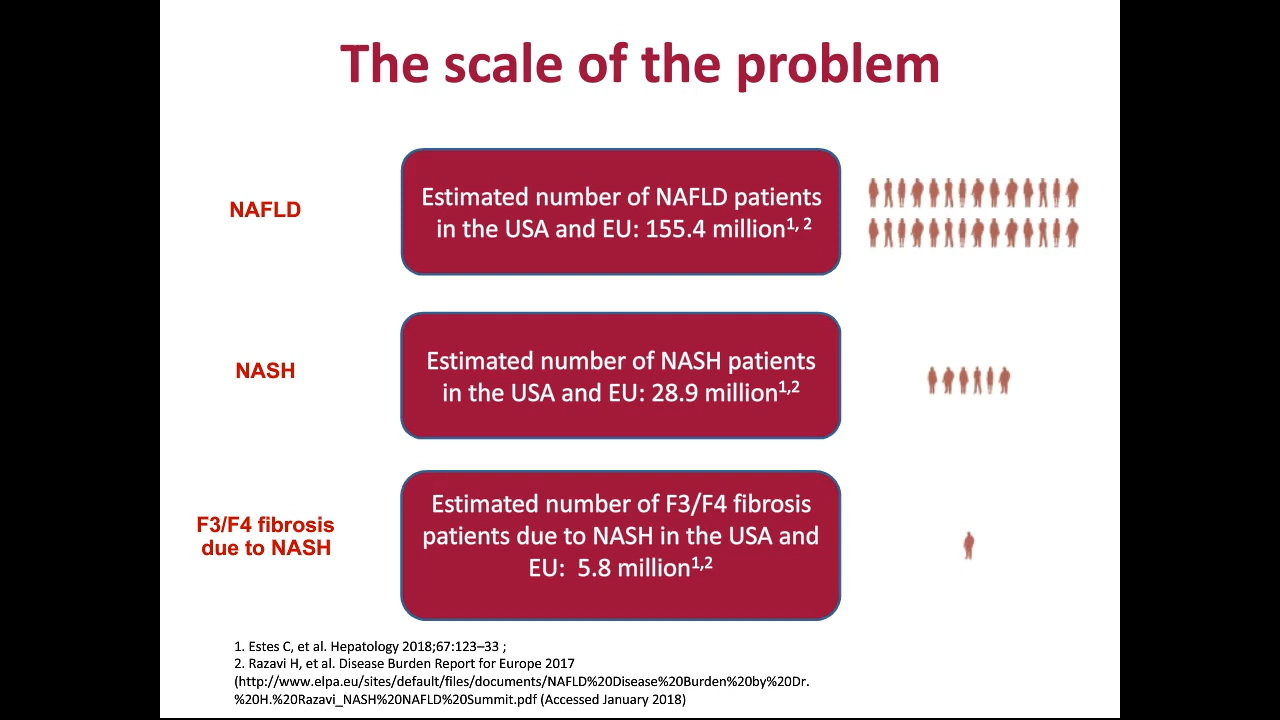 The scale of the problem
NAFLD
Estimated number of NAFLD patients
in the USA and EU: 155.4 million1, 2
NASH
Estimated number of NASH patients
in the USA and EU: 28.9 million1,2
F3/F4 fibrosis
due to NASH
Estimated number of F3/F4 fibrosis
patients due to NASH in the USA and
EU:  5.8 million1,2
1. Estes C, et al. Hepatology 2018;67:123–33 ;
2. Razavi H, et al. Disease Burden Report for Europe 2017
(http://www.elpa.eu/sites/default/files/documents/NAFLD%20Disease%20Burden%20by%20Dr.
%20H.%20Razavi_NASH%20NAFLD%20Summit.pdf (Accessed January 2018)